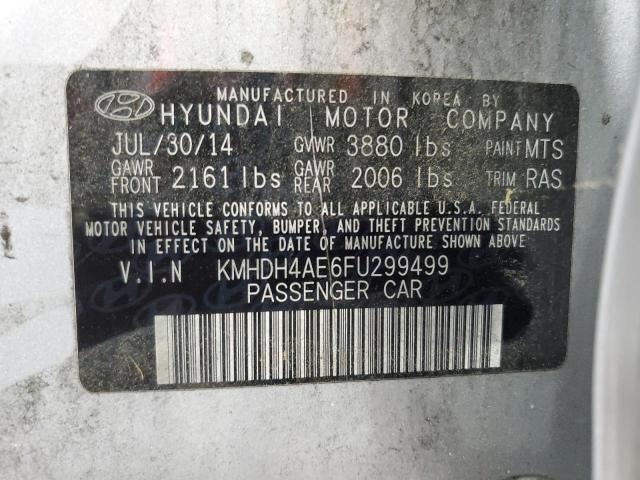 MANUFACTURED IN KOREA BY
HYUNDAI MOTOR COMPANY
JUL/30/14 GVWR 3880 lbs PAINT MTS
GAWR FRONT 2161 lbs GAWR REAR 2006 lbs TRIM RAS
THIS VEHICLE CONFORMS TO ALL APPLICABLE U.S.A. FEDERAL
MOTOR VEHICLE SAFETY, BUMPER, AND THEFT PREVENTION STANDARDS
IN EFFECT ON THE DATE OF MANUFACTURE SHOWN ABOVE.
V.I.N KMHDH4AE6FU299499
PASSENGER CAR